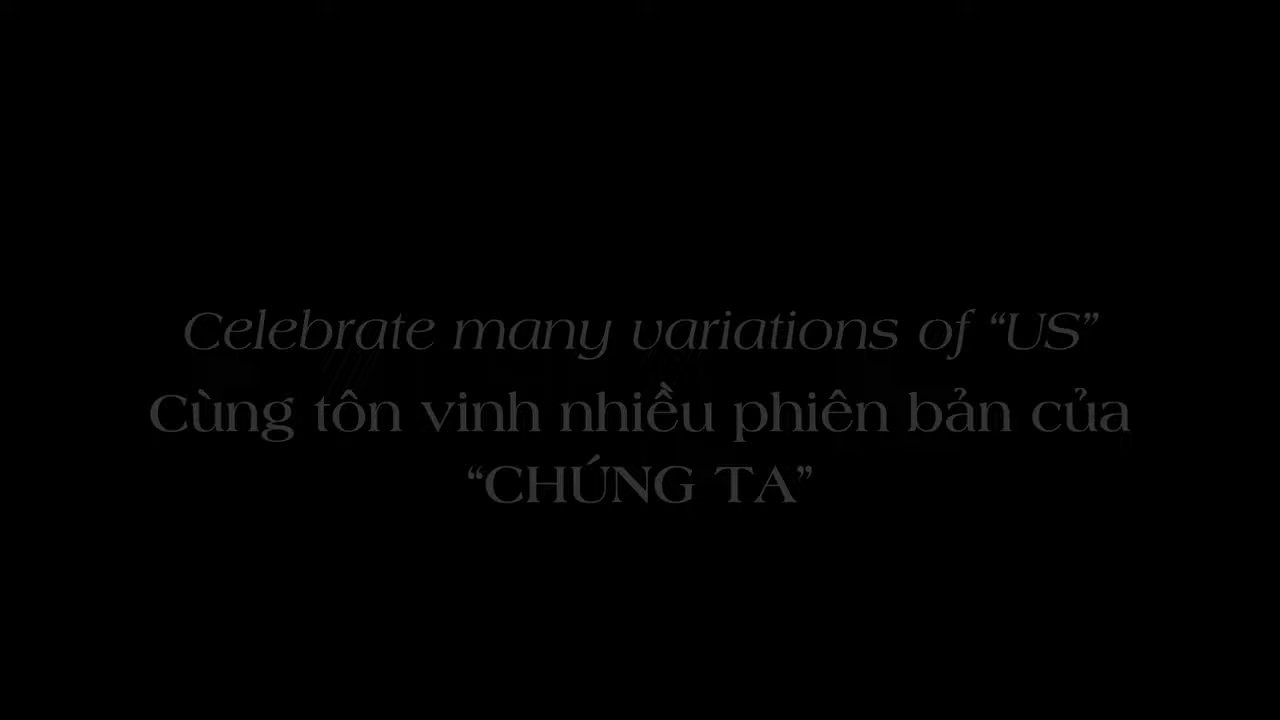 Celebrate many variations of “US”
Cùng tôn vinh nhiều phiên bản của
“CHÚNG TA”